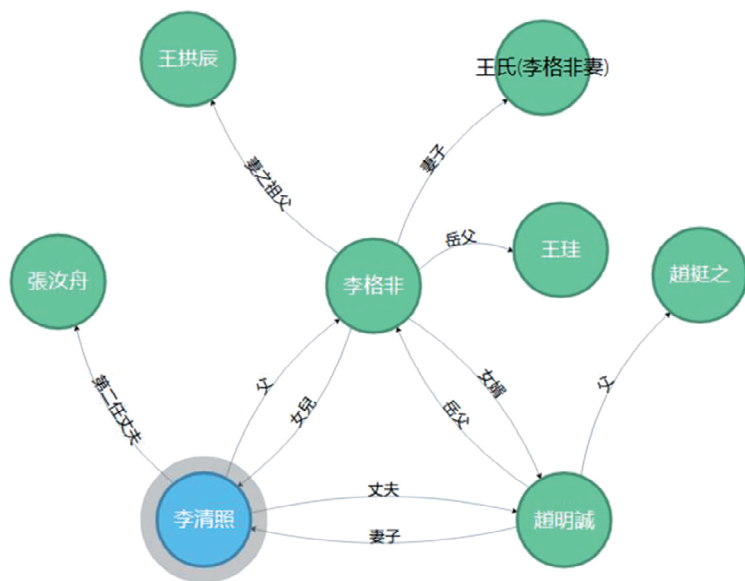 王拱辰
王氏(李格非妻)
妻之祖父
妻子
岳父
王珪
趙挺之
張汝舟
李格非
第二任丈夫
父
女兒
岳父
女婿
父
李清照
丈夫
妻子
趙明誠